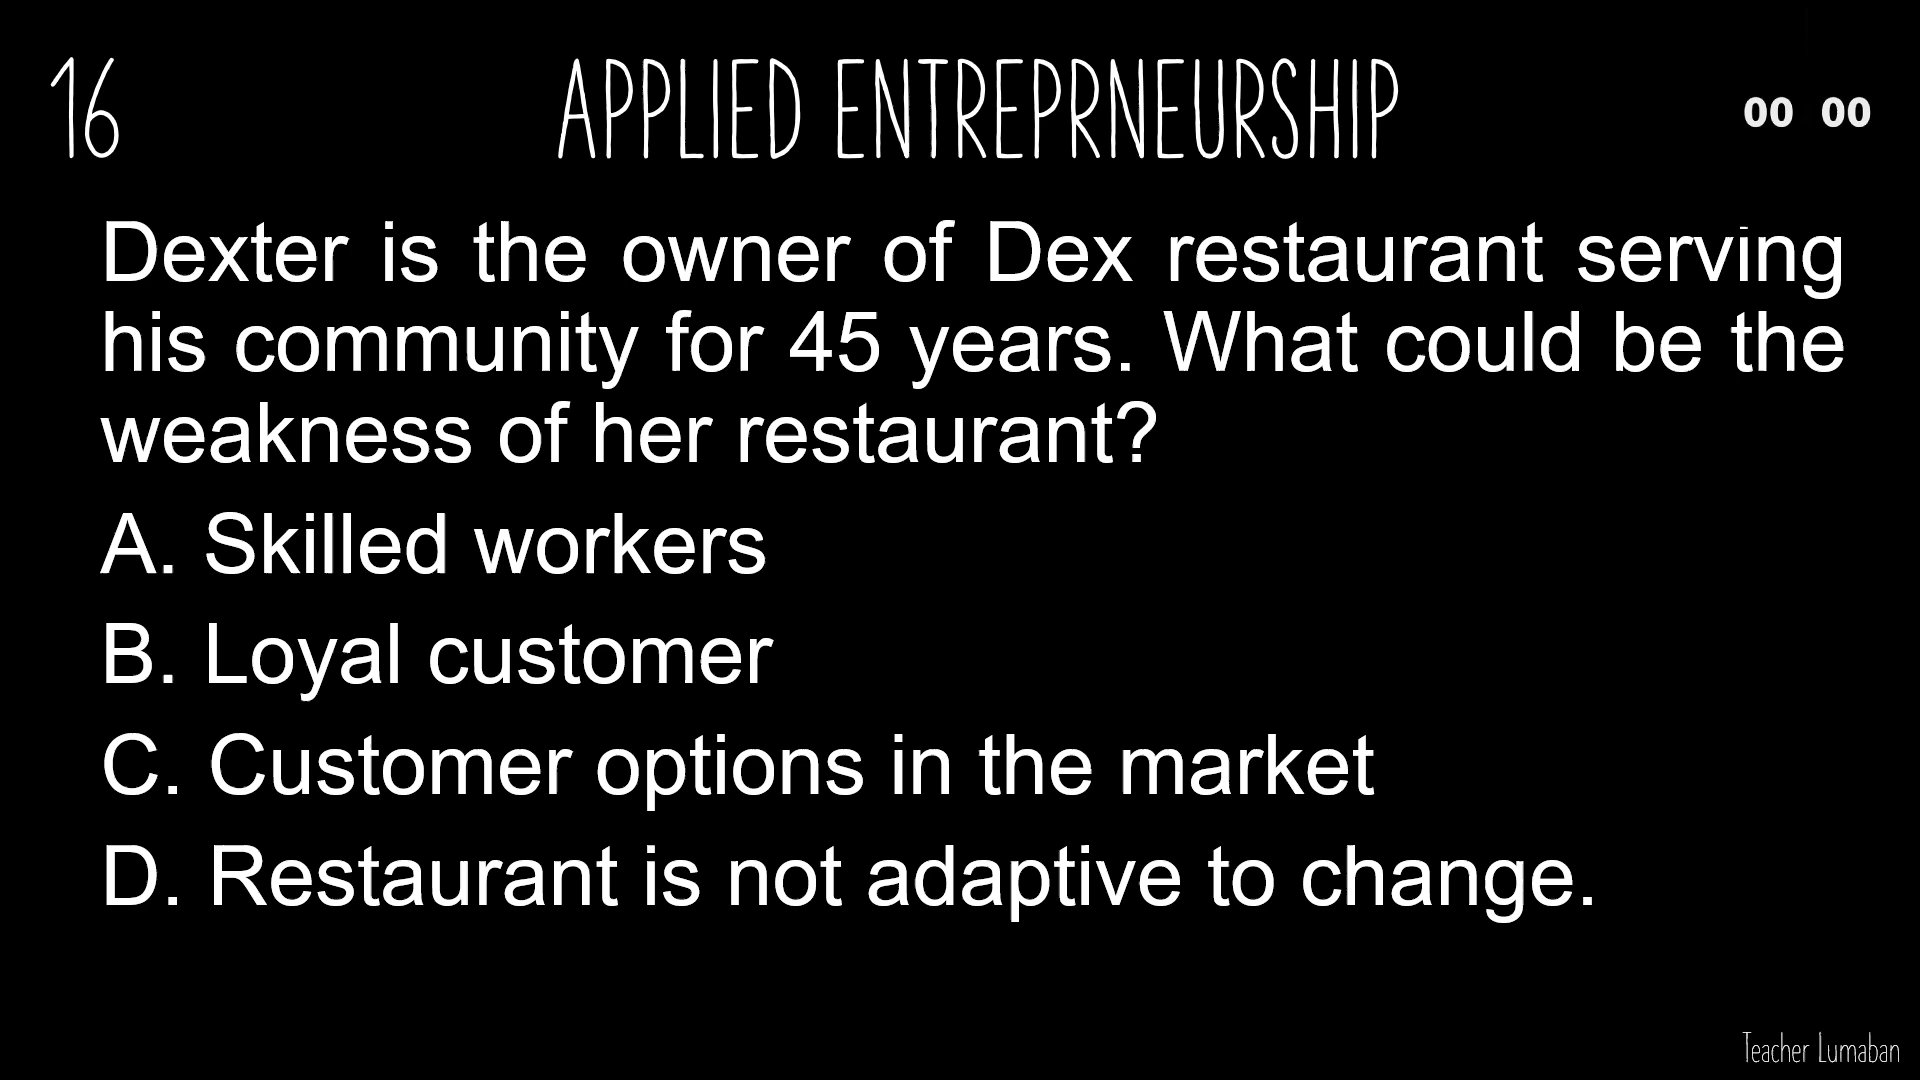 16
APPLIED ENTREPRNEURSHIP
00 00
Dexter is the owner of Dex restaurant serving
his community for 45 years. What could be the
weakness of her restaurant?
A. Skilled workers
B. Loyal customer
C. Customer options in the market
D. Restaurant is not adaptive to change.
Teacher Lumaban